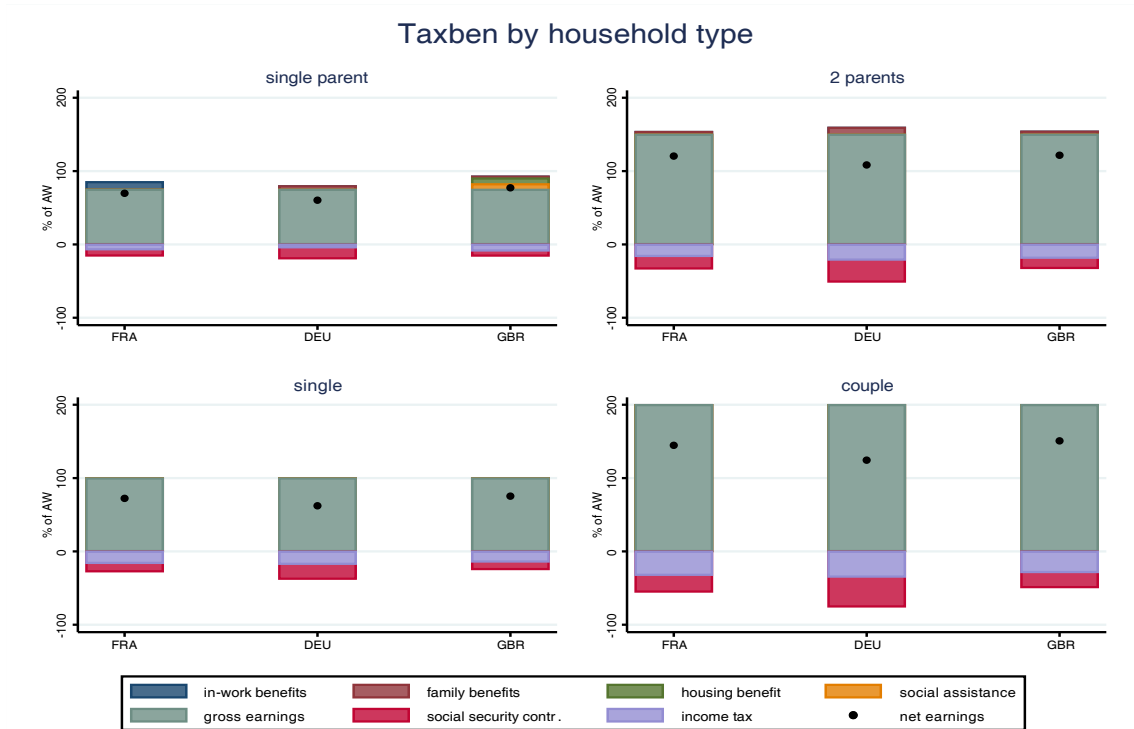 Taxben by household type
single parent
2 parents
200
100
0
-100
% of AW
FRA DEU GBR
200
100
0
-100
% of AW
FRA DEU GBR
single
couple
200
100
0
-100
% of AW
FRA DEU GBR
200
100
0
-100
% of AW
FRA DEU GBR
in-work benefits family benefits housing benefit social assistance
gross earnings social security contr. income tax net earnings